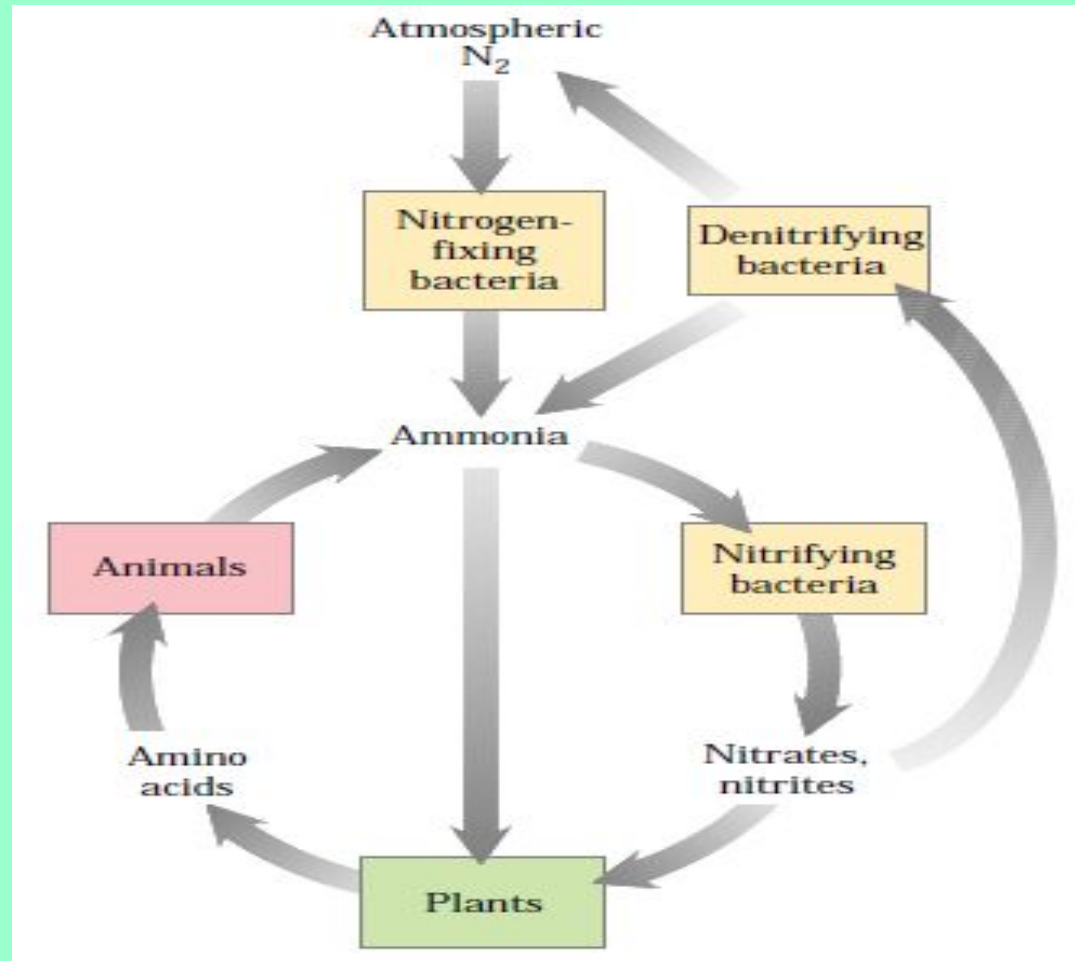 Atmospheric
N₂
Nitrogen-
fixing
bacteria
Denitrifying
bacteria
Ammonia
Animals
Nitrifying
bacteria
Amino
acids
Nitrates,
nitrites
Plants